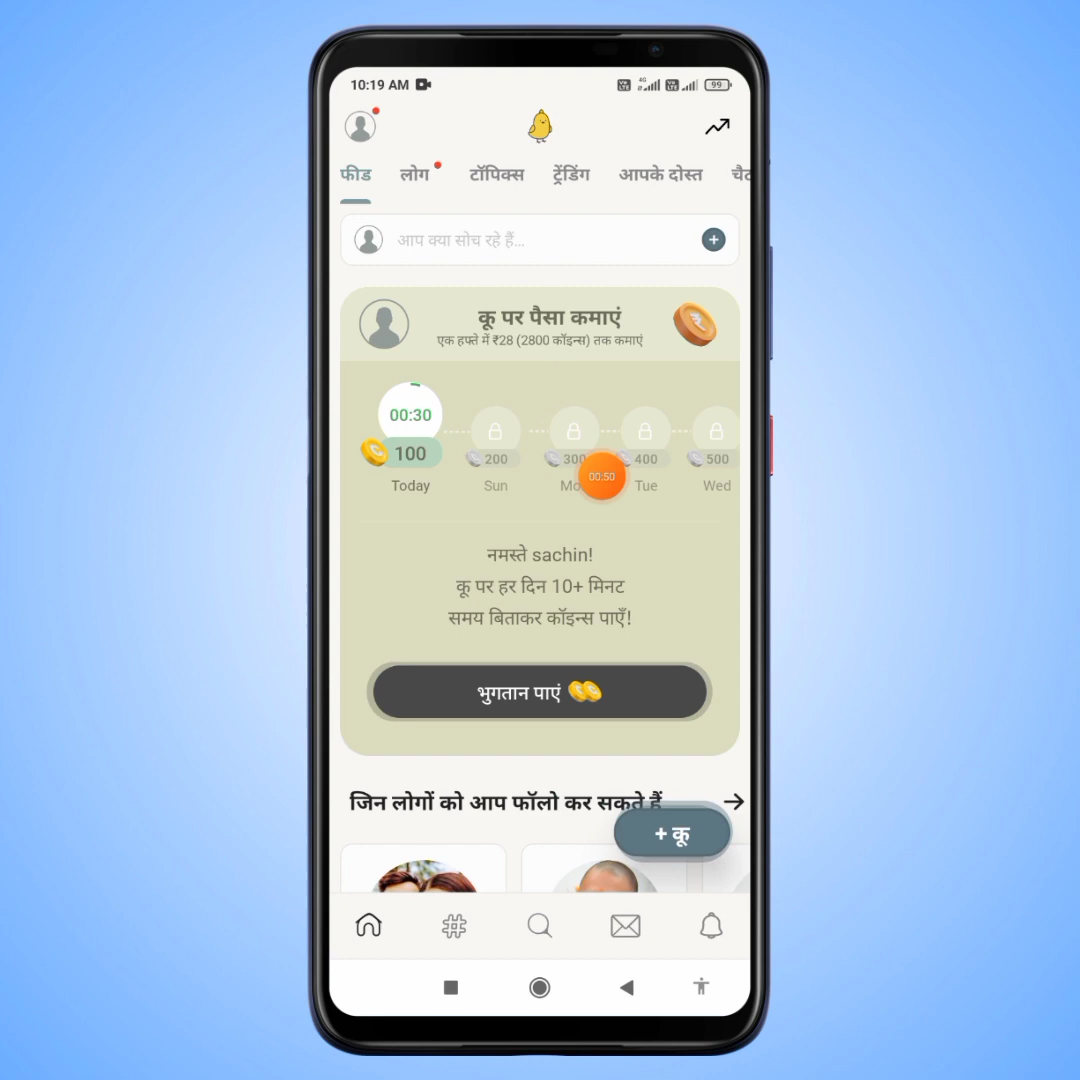 10:19 AM
4G
99
फीड
लोग
टॉपिक्स
ट्रेंडिंग
आपके दोस्त
आप क्या सोच रहे हैं...
कू पर पैसा कमाएं
एक हफ्ते में ₹28 (2800 कॉइन्स) तक कमाएं
00:30
100
200
300
400
500
00:50
Today
Sun
Mo
Tue
Wed
नमस्ते sachin!
कू पर हर दिन 10+ मिनट
समय बिताकर कॉइन्स पाएँ!
भुगतान पाएं
जिन लोगों को आप फॉलो कर सकते हैं
+ कू